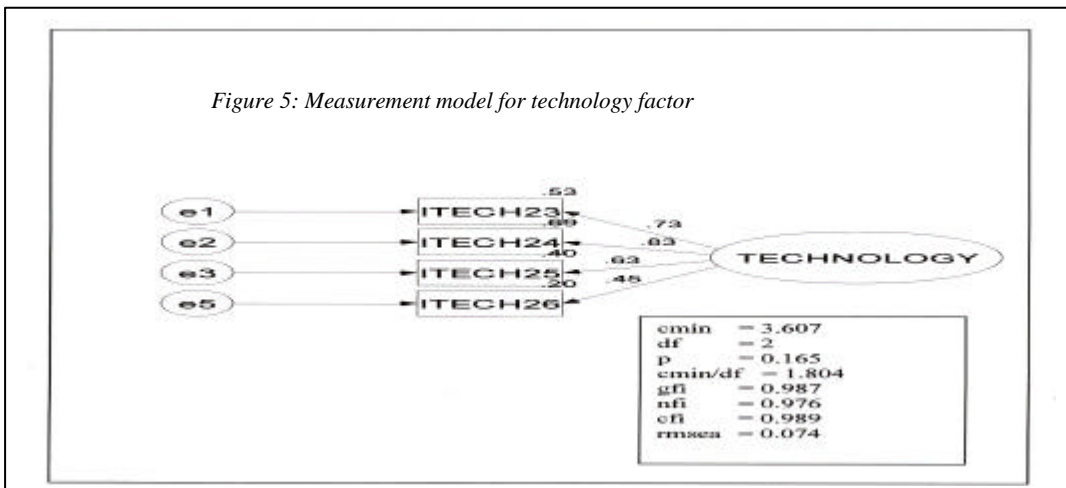 Figure 5: Measurement model for technology factor
.53
e1 ITECH23 .73
.69
e2 ITECH24 .83
.40
e3 ITECH25 .63
.20
e5 ITECH26 .45
TECHNOLOGY
cmin = 3.607
df = 2
p = 0.165
cmin/df = 1.804
gfi = 0.987
nfi = 0.976
cfi = 0.989
rmsea = 0.074